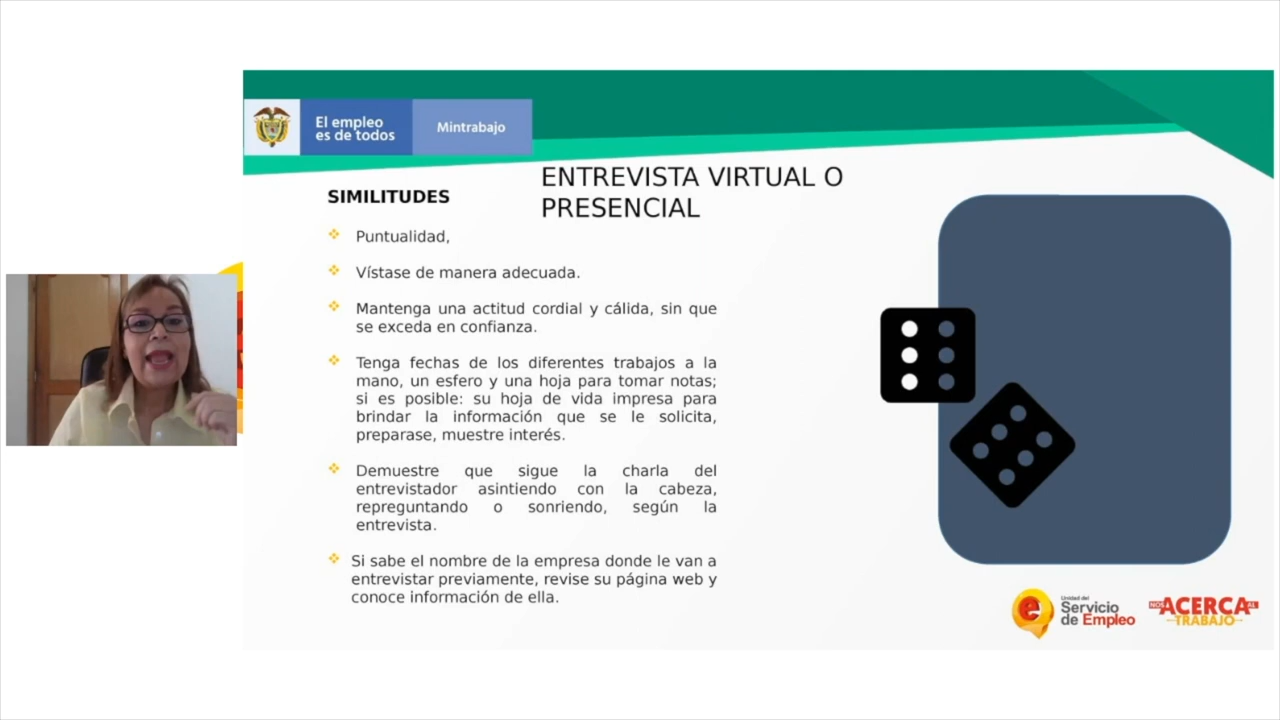 El empleo
es de todos
Mintrabajo
ENTREVISTA VIRTUAL O
PRESENCIAL
SIMILITUDES
Puntualidad,
Vístase de manera adecuada.
Mantenga una actitud cordial y cálida, sin que
se exceda en confianza.
Tenga fechas de los diferentes trabajos a la
mano, un esfero y una hoja para tomar notas;
si es posible: su hoja de vida impresa para
brindar la información que se le solicita,
preparase, muestre interés.
Demuestre que sigue la charla del
entrevistador asintiendo con la cabeza,
repreguntando o sonriendo, según la
entrevista.
Si sabe el nombre de la empresa donde le van a
entrevistar previamente, revise su página web y
conoce información de ella.
Unidad del
Servicio
de Empleo
NOS ACERCA AL
TRABAJO